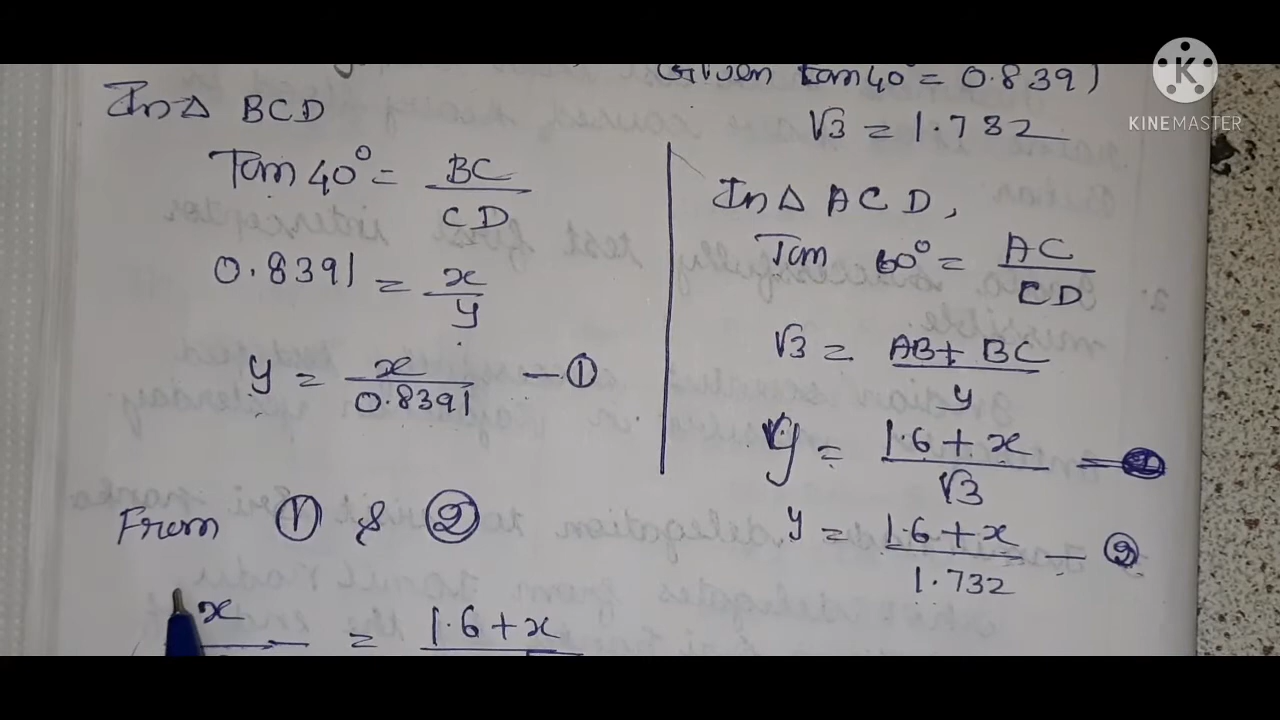 Given tan 40° = 0.8391
√3 = 1.732
KINEMASTER
In Δ BCD
Tan 40° = BC / CD
0.8391 = x / y
y = x / 0.8391 — ①
In Δ ACD,
Tan 60° = AC / CD
√3 = AB + BC / y
y = 1.6 + x / √3
y = 1.6 + x / 1.732 — ②
From ① & ②
x = 1.6 + x